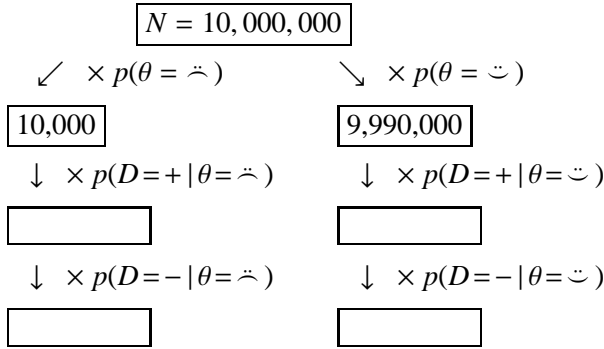 N = 10,000,000
↙ × p(θ = ⍨) ↘ × p(θ = ⍥)
10,000 9,990,000
↓ × p(D=+|θ=⍨) ↓ × p(D=+|θ=⍥)
↓ × p(D=−|θ=⍨) ↓ × p(D=−|θ=⍥)